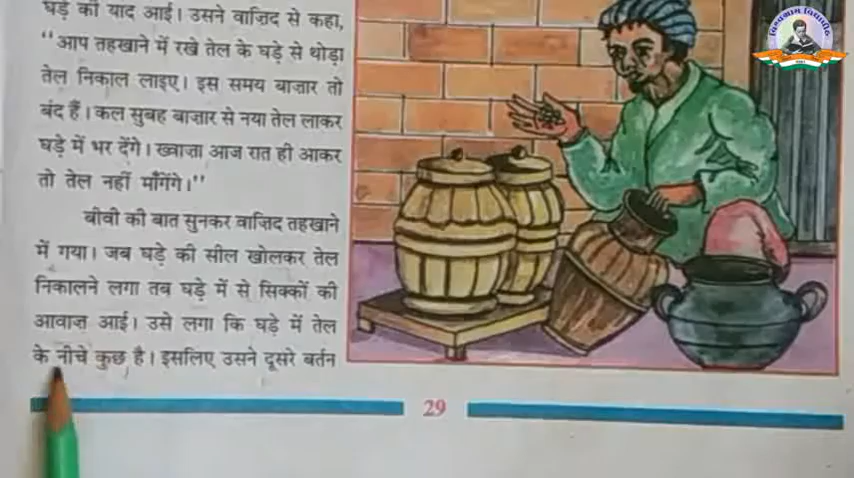 घड़े की याद आई। उसने वाज़िद से कहा,
"आप तहखाने में रखे तेल के घड़े से थोड़ा
तेल निकाल लाइए। इस समय बाज़ार तो
बंद हैं। कल सुबह बाज़ार से नया तेल लाकर
घड़े में भर देंगे। ख्वाजा आज रात ही आकर
तो तेल नहीं माँगेंगे।"
बीवी की बात सुनकर वाज़िद तहखाने
में गया। जब घड़े की सील खोलकर तेल
निकालने लगा तब घड़े में से सिक्कों की
आवाज़ आई। उसे लगा कि घड़े में तेल
के नीचे कुछ है। इसलिए उसने दूसरे बर्तन
29